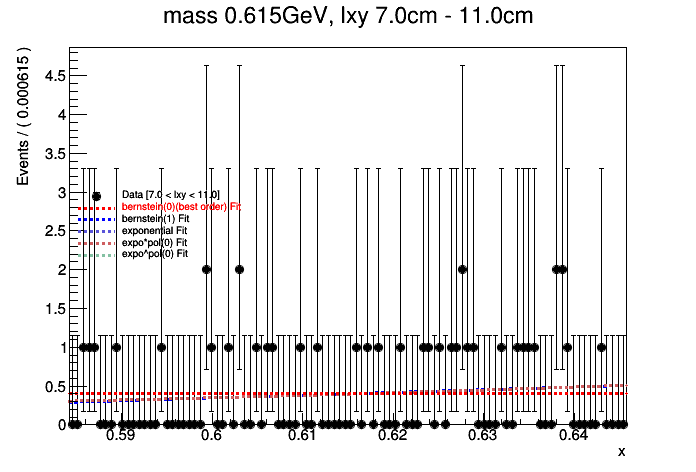 mass 0.615GeV, lxy 7.0cm - 11.0cm
Events / ( 0.000615 )
4.5
4
3.5
3
2.5
2
1.5
1
0.5
0
Data [7.0 < lxy < 11.0]
bernstein(0)(best order) Fit
bernstein(1) Fit
exponential Fit
expo*pol(0) Fit
expo^pol(0) Fit
0.59 0.6 0.61 0.62 0.63 0.64
x